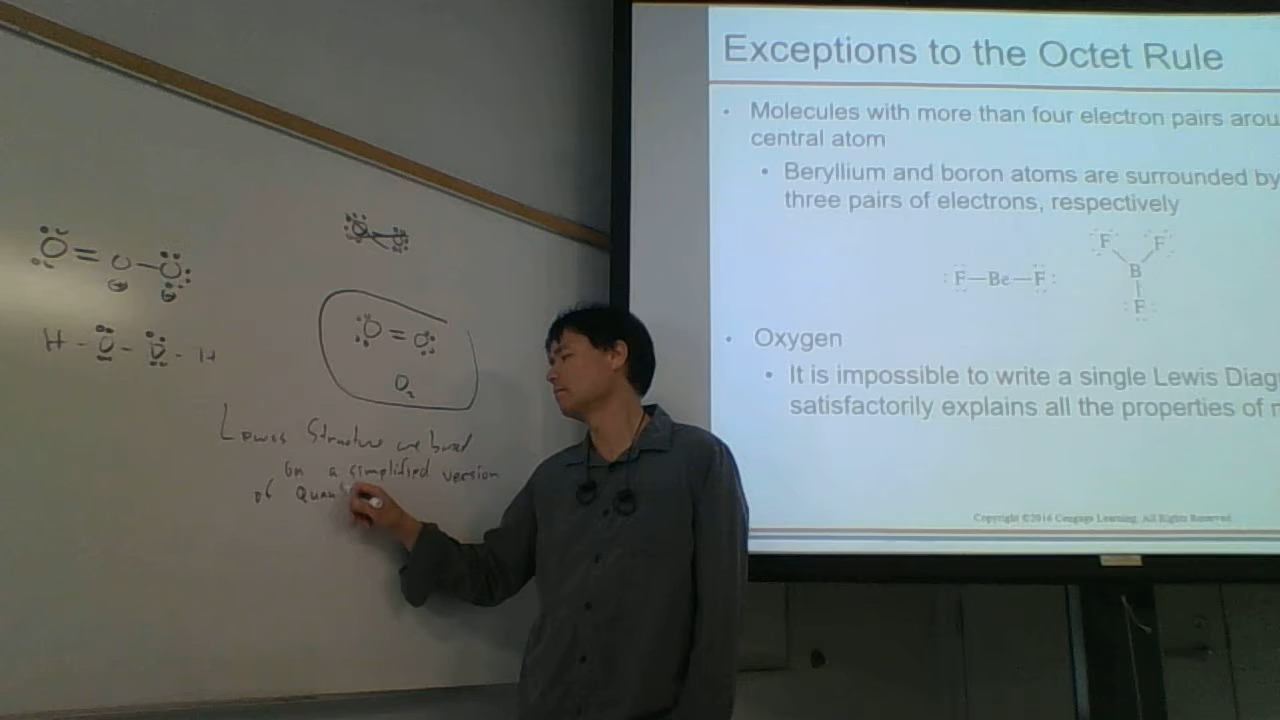 Exceptions to the Octet Rule
• Molecules with more than four electron pairs arou
central atom
• Beryllium and boron atoms are surrounded by
three pairs of electrons, respectively
F—Be—F
F F
B
F
• Oxygen
• It is impossible to write a single Lewis Diag
satisfactorily explains all the properties of
Copyright ©2016 Cengage Learning. All Rights Reserved.
O = O — O
H - O - O - H
O = O
O₂
Lewis Structure are based
on a simplified version
of Quan